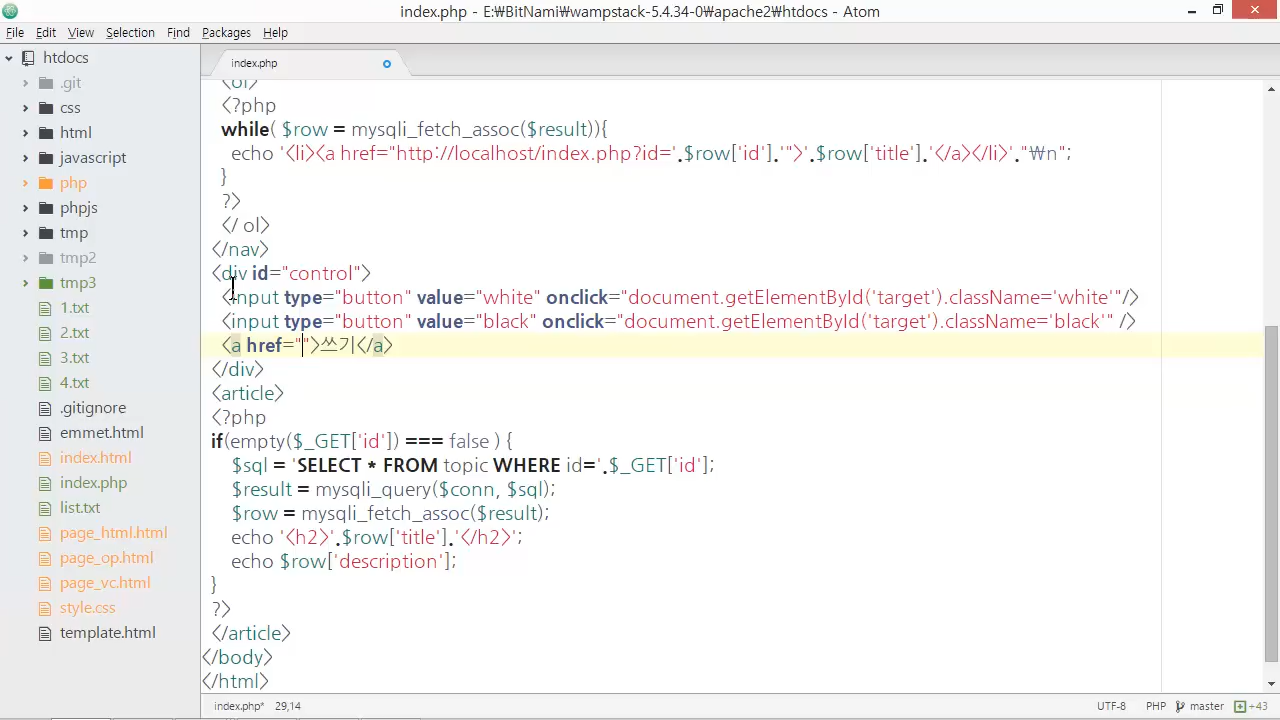 index.php - E:₩BitNami₩wampstack-5.4.34-0₩apache2₩htdocs - Atom
File Edit View Selection Find Packages Help
htdocs
.git
css
html
javascript
php
phpjs
tmp
tmp2
tmp3
1.txt
2.txt
3.txt
4.txt
.gitignore
emmet.html
index.html
index.php
list.txt
page_html.html
page_op.html
page_vc.html
style.css
template.html
index.php
<ol>
<?php
while( $row = mysqli_fetch_assoc($result)){
echo '<li><a href="http://localhost/index.php?id='.$row['id'].'">'.$row['title'].'</a></li>'."₩n";
}
?>
</ ol>
</nav>
<div id="control">
<input type="button" value="white" onclick="document.getElementById('target').className='white'"/>
<input type="button" value="black" onclick="document.getElementById('target').className='black'" />
<a href="">쓰기</a>
</div>
<article>
<?php
if(empty($_GET['id']) === false ) {
$sql = 'SELECT * FROM topic WHERE id='.$_GET['id'];
$result = mysqli_query($conn, $sql);
$row = mysqli_fetch_assoc($result);
echo '<h2>'.$row['title'].'</h2>';
echo $row['description'];
}
?>
</article>
</body>
</html>
index.php* 29,14 UTF-8 PHP master +43